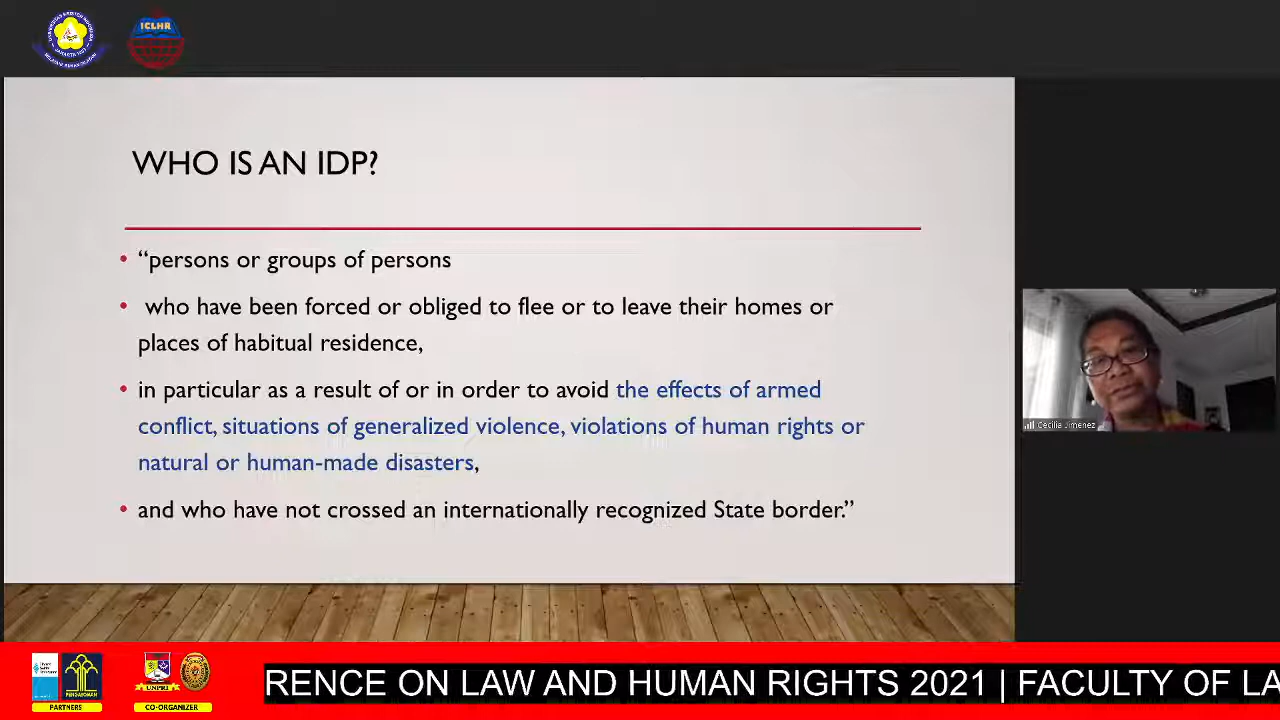 ICLHR
WHO IS AN IDP?
• “persons or groups of persons
• who have been forced or obliged to flee or to leave their homes or
places of habitual residence,
• in particular as a result of or in order to avoid the effects of armed
conflict, situations of generalized violence, violations of human rights or
natural or human-made disasters,
• and who have not crossed an internationally recognized State border.”
Cecilia Jimenez
PENGAYOMAN
PARTNERS
UNPRI
CO-ORGANIZER
RENCE ON LAW AND HUMAN RIGHTS 2021 | FACULTY OF LA